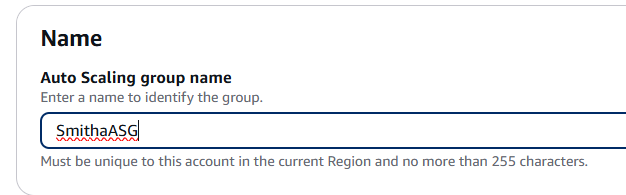 Name
Auto Scaling group name
Enter a name to identify the group.
SmithaASG
Must be unique to this account in the current Region and no more than 255 characters.